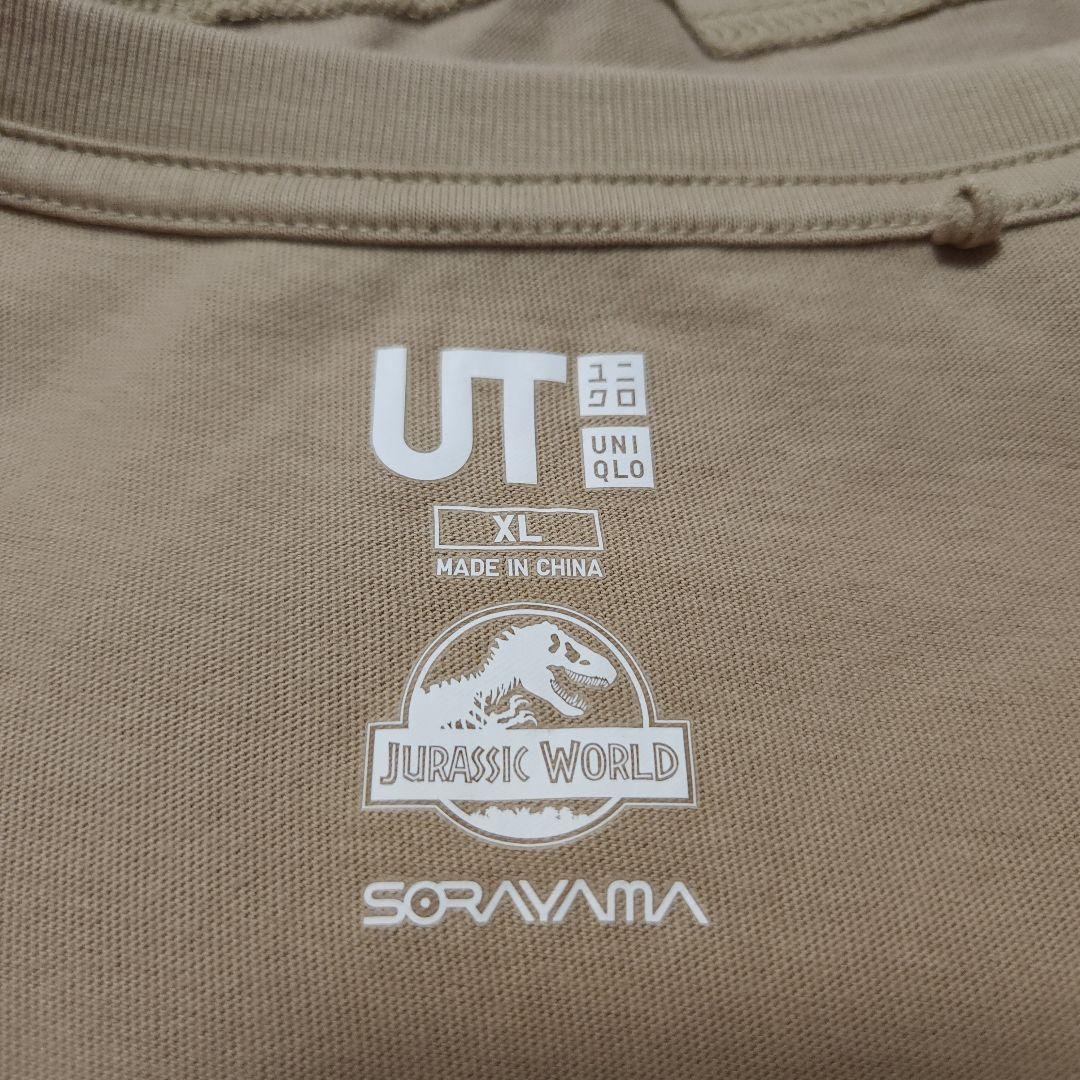 UT
ユニ
クロ
UNI
QLO
XL
MADE IN CHINA
JURASSIC WORLD
SORAYAMA